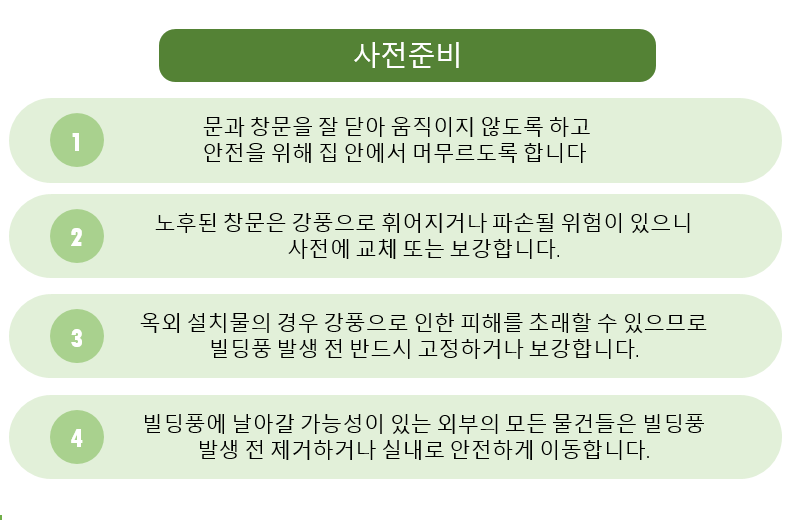 사전준비
1
문과 창문을 잘 닫아 움직이지 않도록 하고
안전을 위해 집 안에서 머무르도록 합니다
2
노후된 창문은 강풍으로 휘어지거나 파손될 위험이 있으니
사전에 교체 또는 보강합니다.
3
옥외 설치물의 경우 강풍으로 인한 피해를 초래할 수 있으므로
빌딩풍 발생 전 반드시 고정하거나 보강합니다.
4
빌딩풍에 날아갈 가능성이 있는 외부의 모든 물건들은 빌딩풍
발생 전 제거하거나 실내로 안전하게 이동합니다.